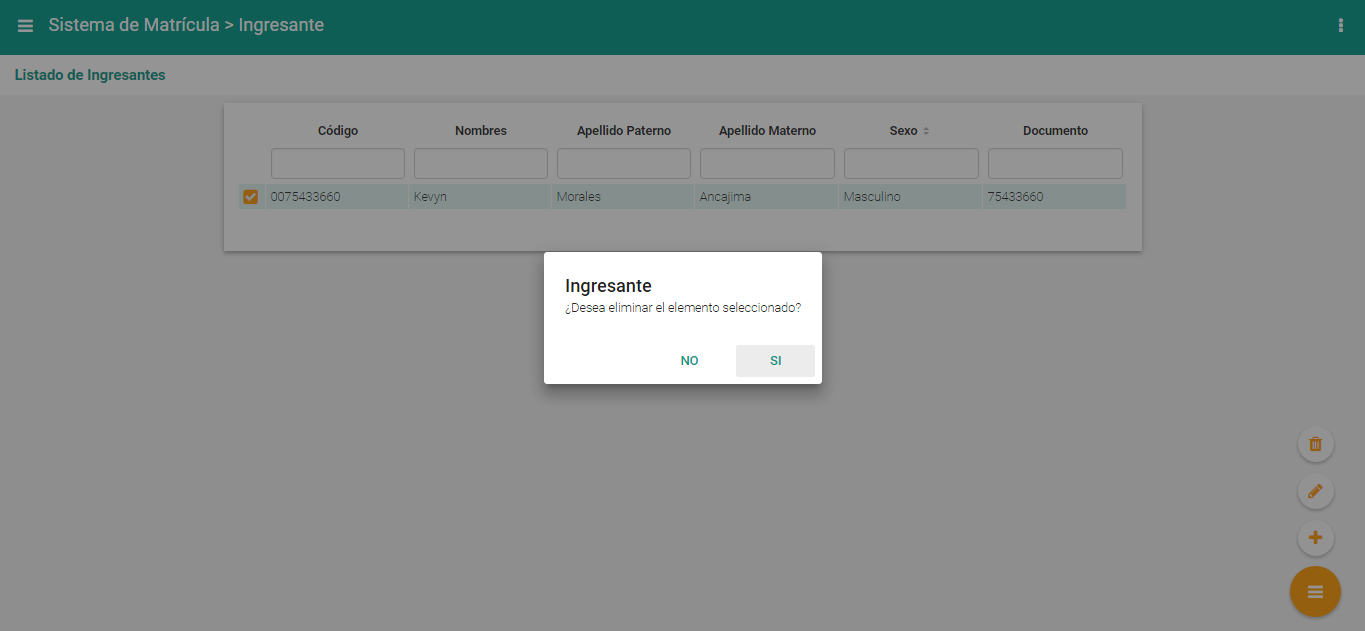 Sistema de Matrícula > Ingresante
Listado de Ingresantes
Código Nombres Apellido Paterno Apellido Materno Sexo Documento
0075433660 Kevyn Morales Ancajima Masculino 75433660
Ingresante
¿Desea eliminar el elemento seleccionado?
NO SI